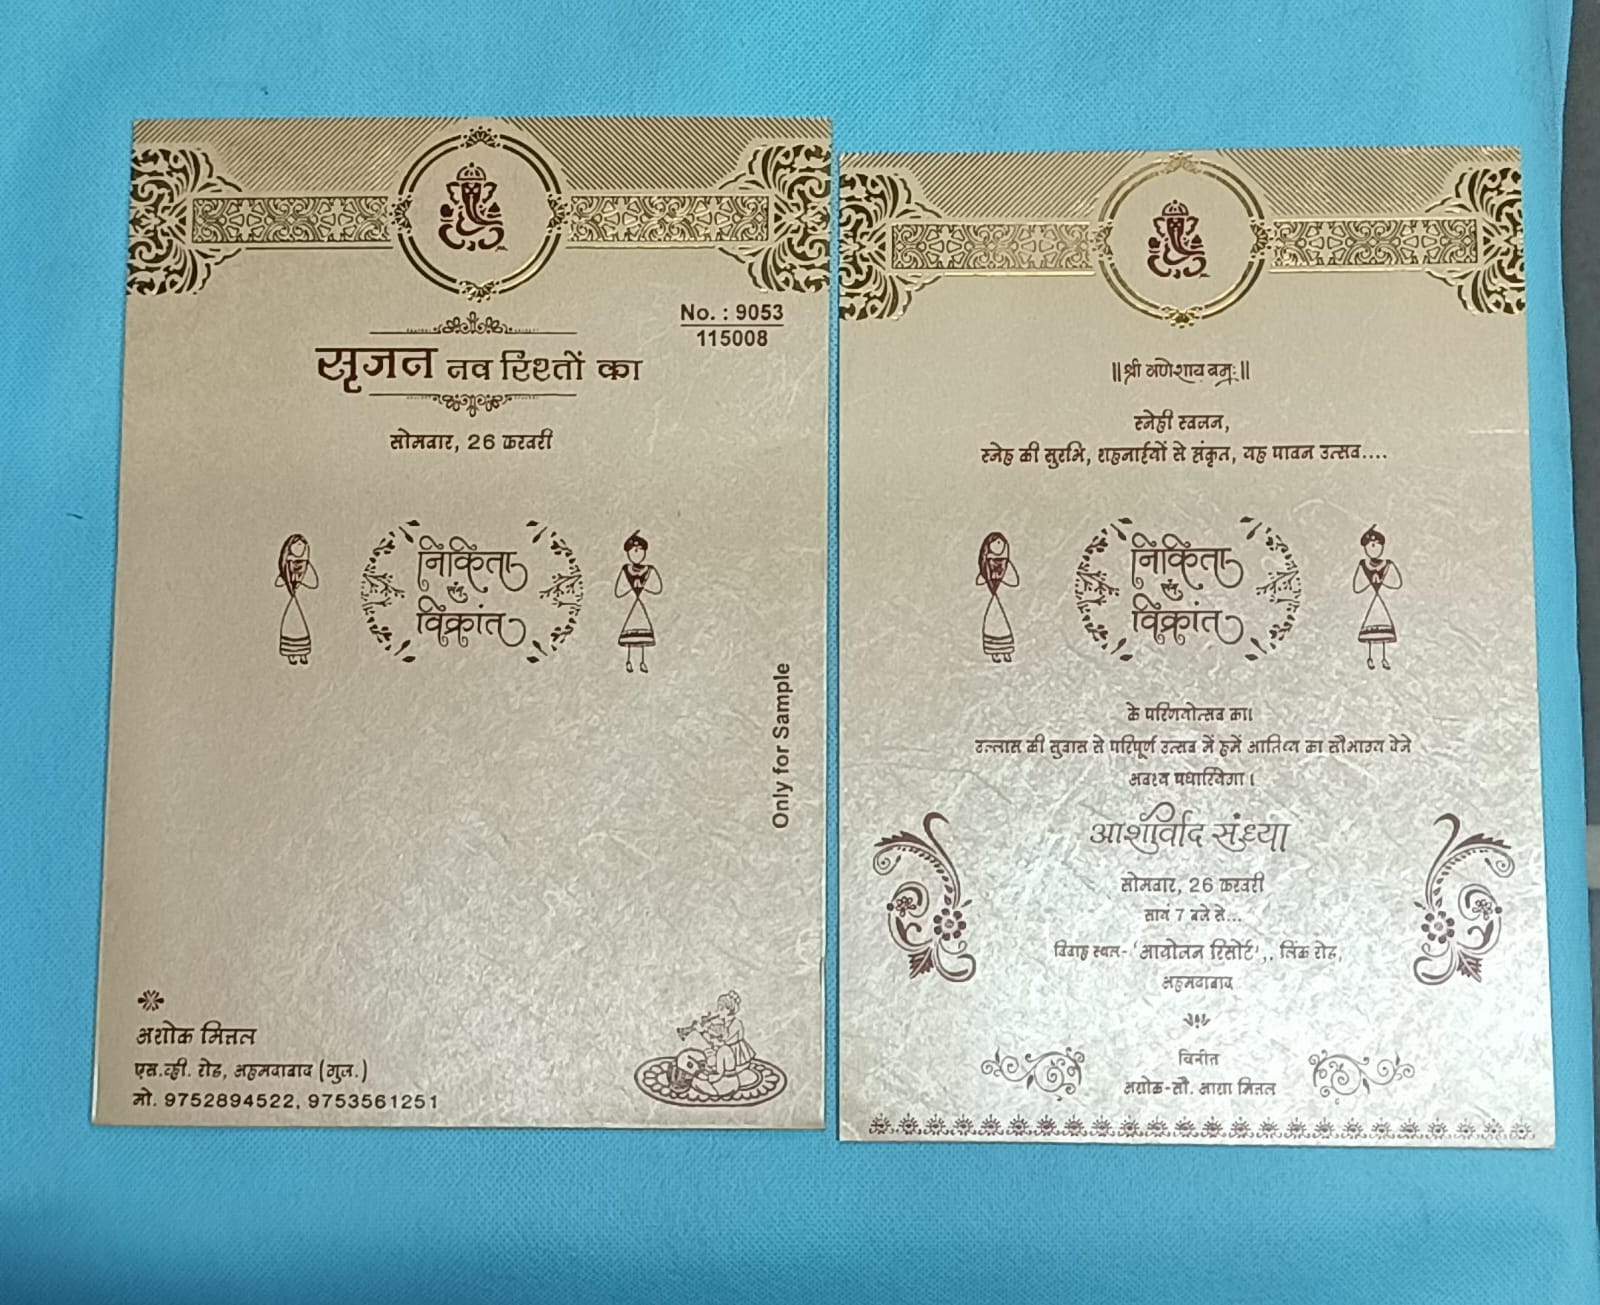 No. : 9053
115008
सृजन नव रिश्तों का
सोमवार, 26 फरवरी
निकिता
संग
विक्रांत
Only for Sample
अशोक मित्तल
एस.व्ही. रोड, अहमदाबाद (गुज.)
मो. 9752894522, 9753561251
॥श्री गणेशाय नमः॥
स्नेही स्वजन,
स्नेह की सुरभि, शहनाईयों से झंकृत, यह पावन उत्सव....
निकिता
संग
विक्रांत
के परिणयोत्सव का।
उल्लास की सुवास से परिपूर्ण उत्सव में हमें आतिथ्य का सौभाग्य देने
अवश्य पधारियेगा।
आर्शीवाद संध्या
सोमवार, 26 फरवरी
सायं 7 बजे से...
विवाह स्थल- 'आयोजन रिसोर्ट',, लिंक रोड,
अहमदाबाद
विनीत
अशोक-सौ. आशा मित्तल